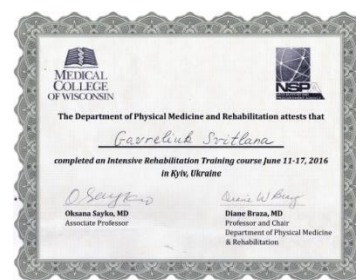 MEDICAL
COLLEGE
OF WISCONSIN
NSPA
The Department of Physical Medicine and Rehabilitation attests that
Gavreliuk Svitlana
completed an Intensive Rehabilitation Training course June 11-17, 2016
in Kyiv, Ukraine
Oksana Sayko, MD
Associate Professor
Diane Braza, MD
Professor and Chair
Department of Physical Medicine
& Rehabilitation